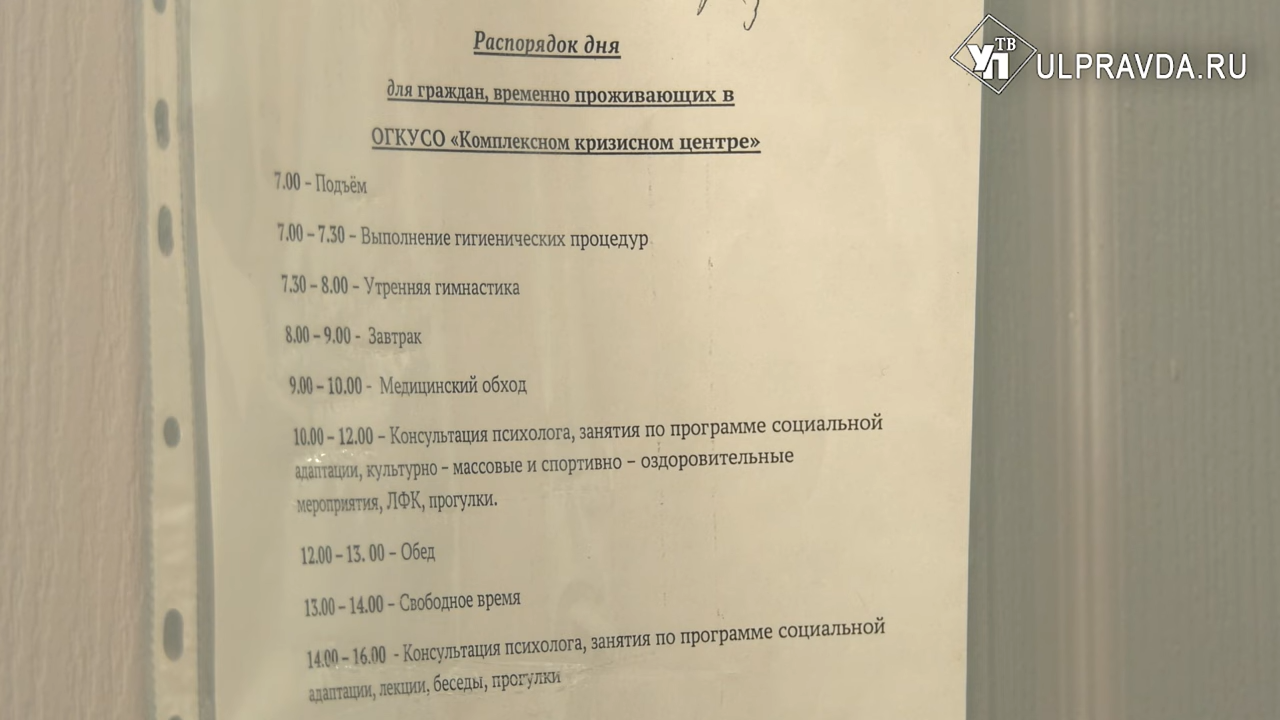 УП ТВ ULPRAVDA.RU
Распорядок дня
для граждан, временно проживающих в
ОГКУСО «Комплексном кризисном центре»
7.00 – Подъём
7.00 – 7.30 – Выполнение гигиенических процедур
7.30 – 8.00 – Утренняя гимнастика
8.00 – 9.00 - Завтрак
9.00 – 10.00 - Медицинский обход
10.00 – 12.00 – Консультация психолога, занятия по программе социальной
адаптации, культурно – массовые и спортивно – оздоровительные
мероприятия, ЛФК, прогулки.
12.00 – 13. 00 – Обед
13.00 – 14.00 – Свободное время
14.00 – 16.00 - Консультация психолога, занятия по программе социальной
адаптации, лекции, беседы, прогулки